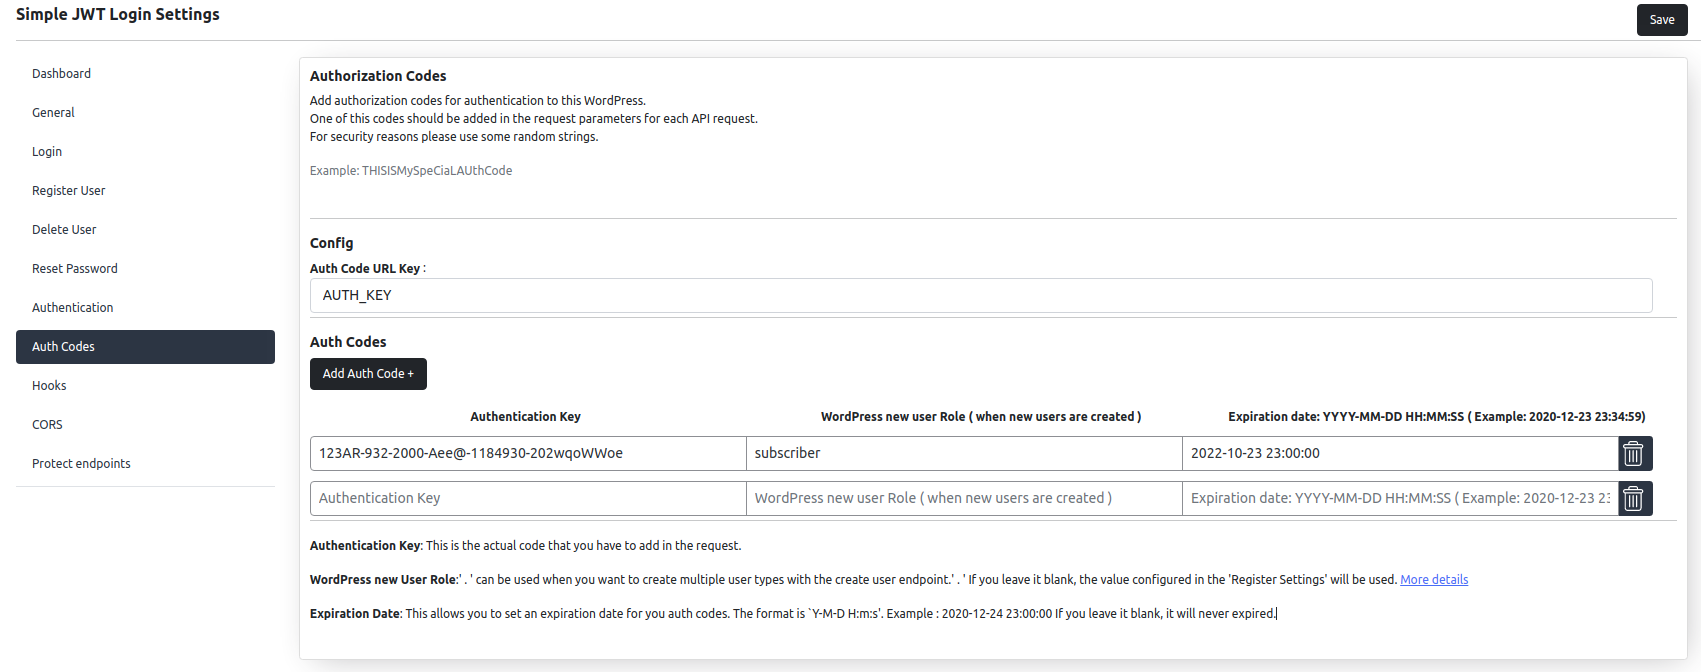 Simple JWT Login Settings
Save
Dashboard
General
Login
Register User
Delete User
Reset Password
Authentication
Auth Codes
Hooks
CORS
Protect endpoints
Authorization Codes
Add authorization codes for authentication to this WordPress.
One of this codes should be added in the request parameters for each API request.
For security reasons please use some random strings.
Example: THISISMySpeCiaLAUthCode
Config
Auth Code URL Key :
AUTH_KEY
Auth Codes
Add Auth Code +
Authentication Key WordPress new user Role ( when new users are created ) Expiration date: YYYY-MM-DD HH:MM:SS ( Example: 2020-12-23 23:34:59)
123AR-932-2000-Aee@-1184930-202wqoWWoe subscriber 2022-10-23 23:00:00
Authentication Key WordPress new user Role ( when new users are created ) Expiration date: YYYY-MM-DD HH:MM:SS ( Example: 2020-12-23 23:
Authentication Key: This is the actual code that you have to add in the request.
WordPress new User Role:' . ' can be used when you want to create multiple user types with the create user endpoint.' . ' If you leave it blank, the value configured in the 'Register Settings' will be used. More details
Expiration Date: This allows you to set an expiration date for you auth codes. The format is `Y-M-D H:m:s'. Example : 2020-12-24 23:00:00 If you leave it blank, it will never expired.